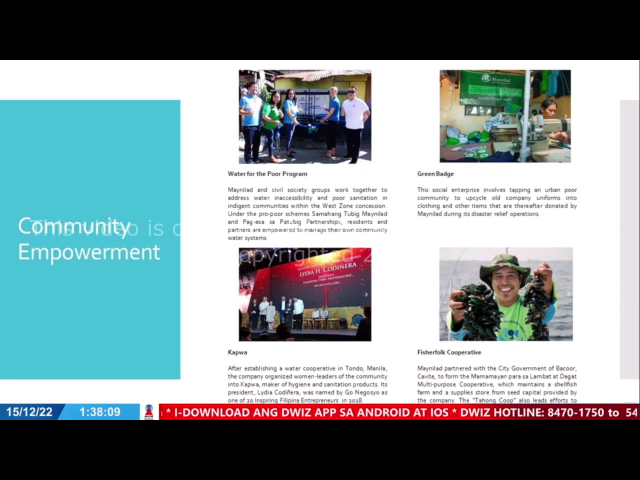 Community
Empowerment
Water for the Poor Program
Maynilad and civil society groups work together to
address water inaccessibility and poor sanitation in
indigent communities within the West Zone concession.
Under the pro-poor schemes Samahang Tubig Maynilad
and Pag-asa sa Patubig Partnerships, residents and
partners are empowered to manage their own community
water systems
Green Badge
This social enterprise involves tapping an urban poor
community to upcycle old company uniforms into
clothing and other items that are thereafter donated by
Maynilad during its disaster relief operations.
This video is c
opyrighted 2
LYDIA H. CODIÑERA
Kapwa
After establishing a water cooperative in Tondo, Manila,
the company organized women-leaders of the community
into Kapwa, maker of hygiene and sanitation products. Its
president, Lydia Codiñera, was named by Go Negosyo as
one of 20 Inspiring Filipina Entrepreneurs in 2018.
Fisherfolk Cooperative
Maynilad partnered with the City Government of Bacoor,
Cavite, to form the Mamamayan para sa Lambat at Dagat
Multi-purpose Cooperative, which maintains a shellfish
farm and a supplies store from seed capital provided by
the company. The "Tahong Coop" also leads efforts to
15/12/22 1:38:09 * I-DOWNLOAD ANG DWIZ APP SA ANDROID AT IOS * DWIZ HOTLINE: 8470-1750 to 54